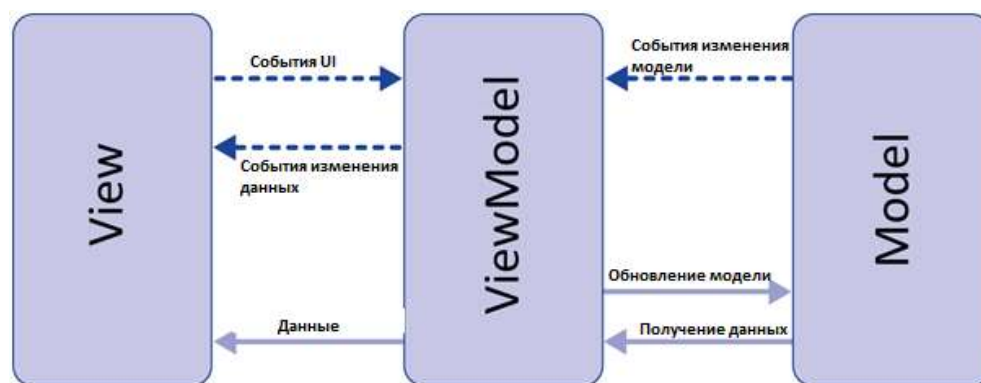 View
События UI
События изменения
данных
Данные
ViewModel
События изменения
модели
Обновление модели
Получение данных
Model